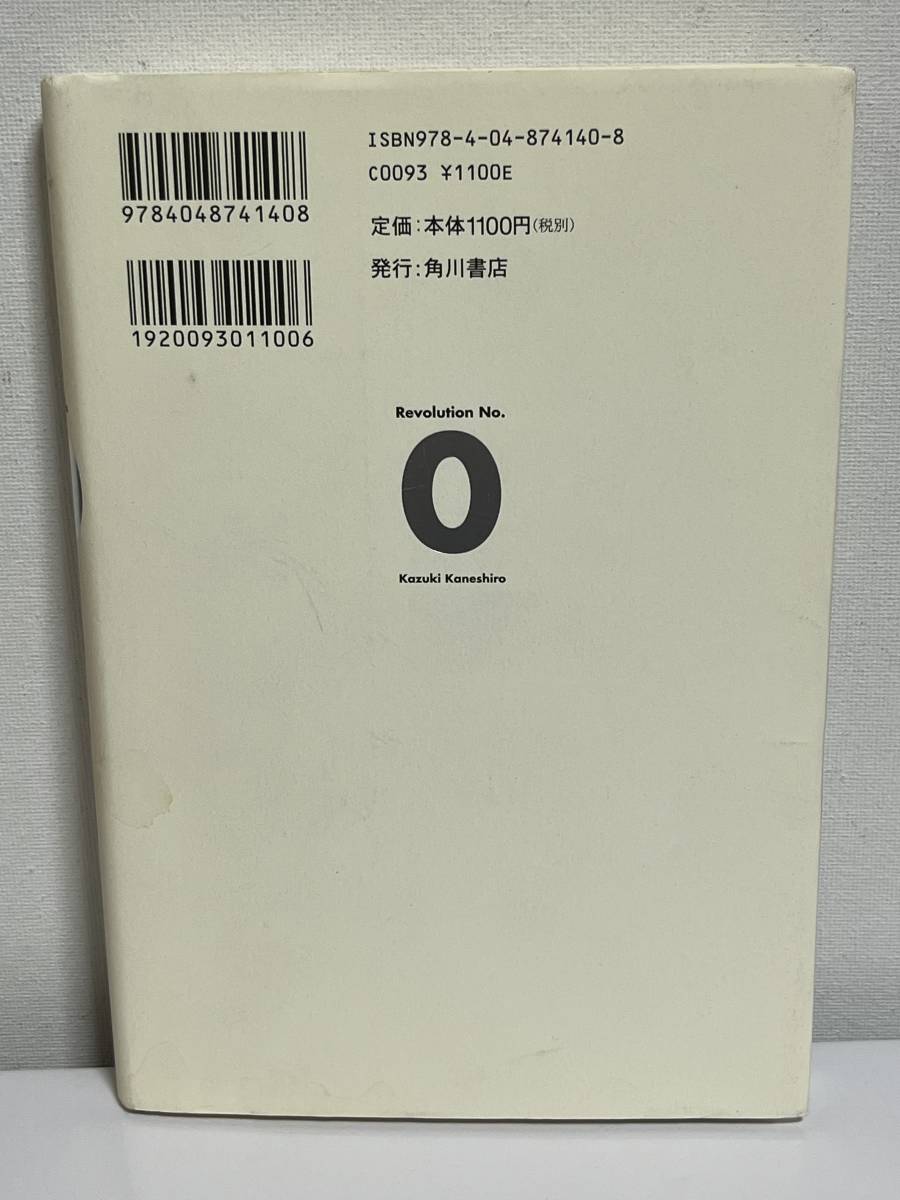 ISBN978-4-04-874140-8
C0093 ¥1100E
定価：本体1100円（税別）
発行：角川書店
9784048741408
1920093011006
Revolution No.
0
Kazuki Kaneshiro